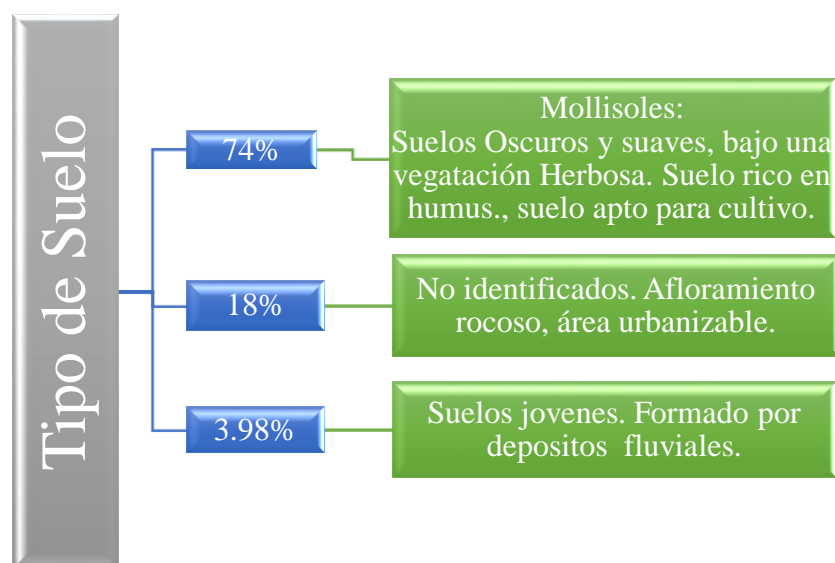 Tipo de Suelo
74%
Mollisoles:
Suelos Oscuros y suaves, bajo una
vegatación Herbosa. Suelo rico en
humus., suelo apto para cultivo.
18%
No identificados. Afloramiento
rocoso, área urbanizable.
3.98%
Suelos jovenes. Formado por
depositos fluviales.